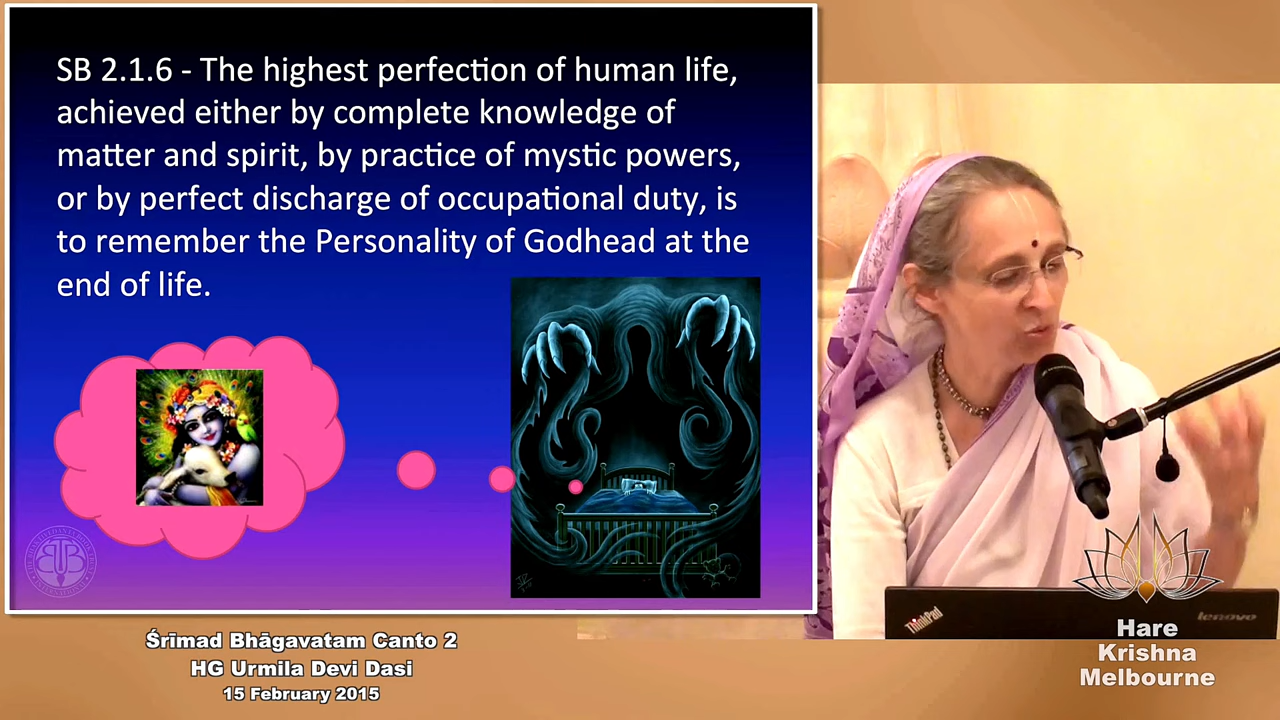 SB 2.1.6 - The highest perfection of human life,
achieved either by complete knowledge of
matter and spirit, by practice of mystic powers,
or by perfect discharge of occupational duty, is
to remember the Personality of Godhead at the
end of life.
Śrīmad Bhāgavatam Canto 2
HG Urmila Devi Dasi
15 February 2015
ThinkPad
lenovo
Hare
Krishna
Melbourne